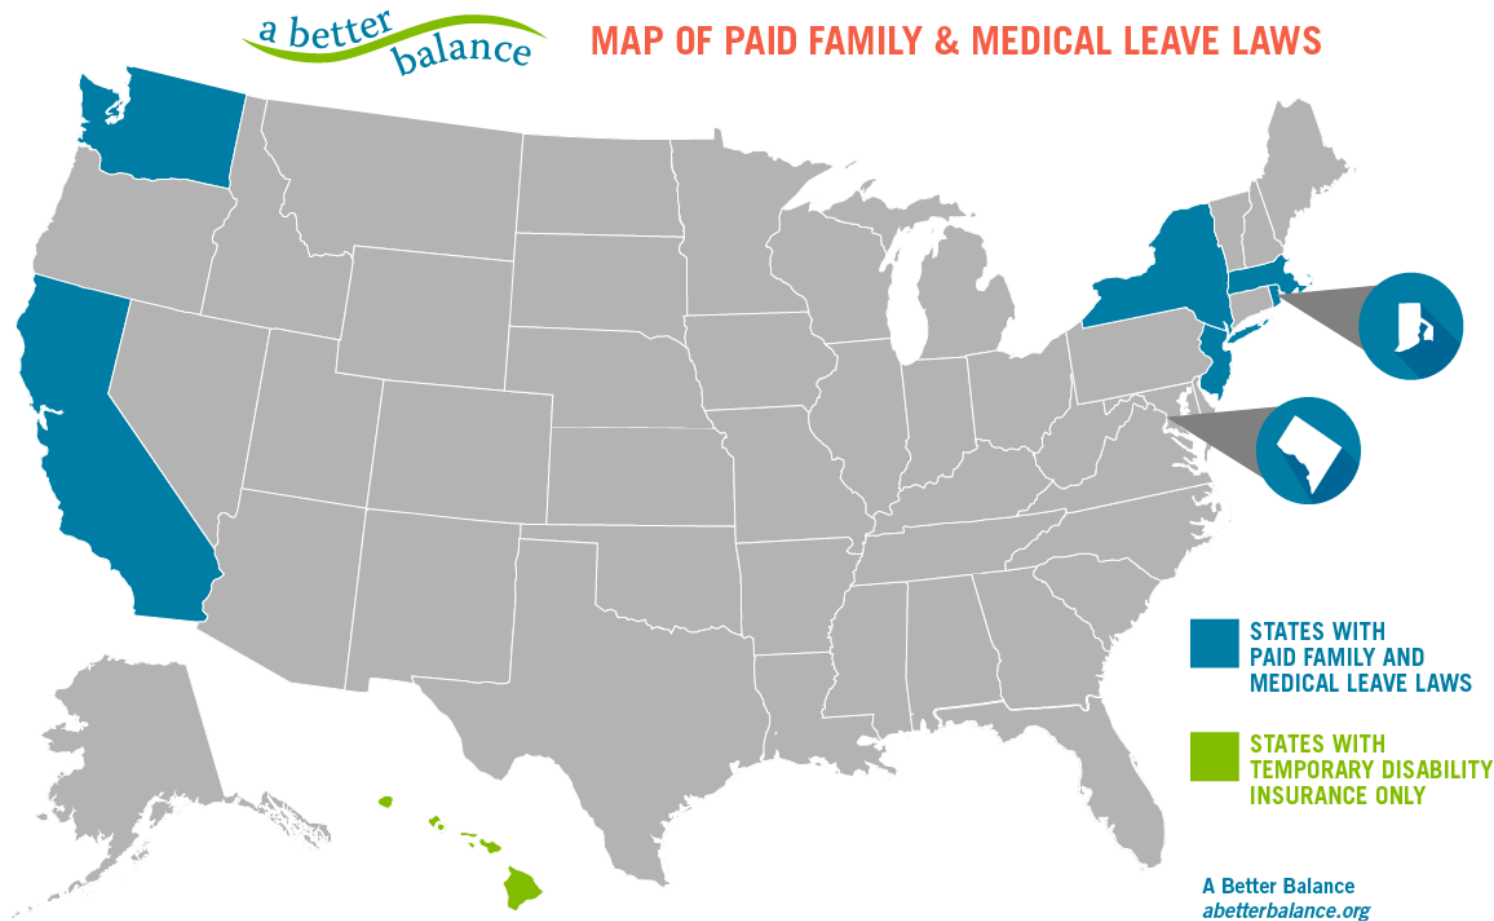 a better
balance
MAP OF PAID FAMILY & MEDICAL LEAVE LAWS
STATES WITH
PAID FAMILY AND
MEDICAL LEAVE LAWS
STATES WITH
TEMPORARY DISABILITY
INSURANCE ONLY
A Better Balance
abetterbalance.org